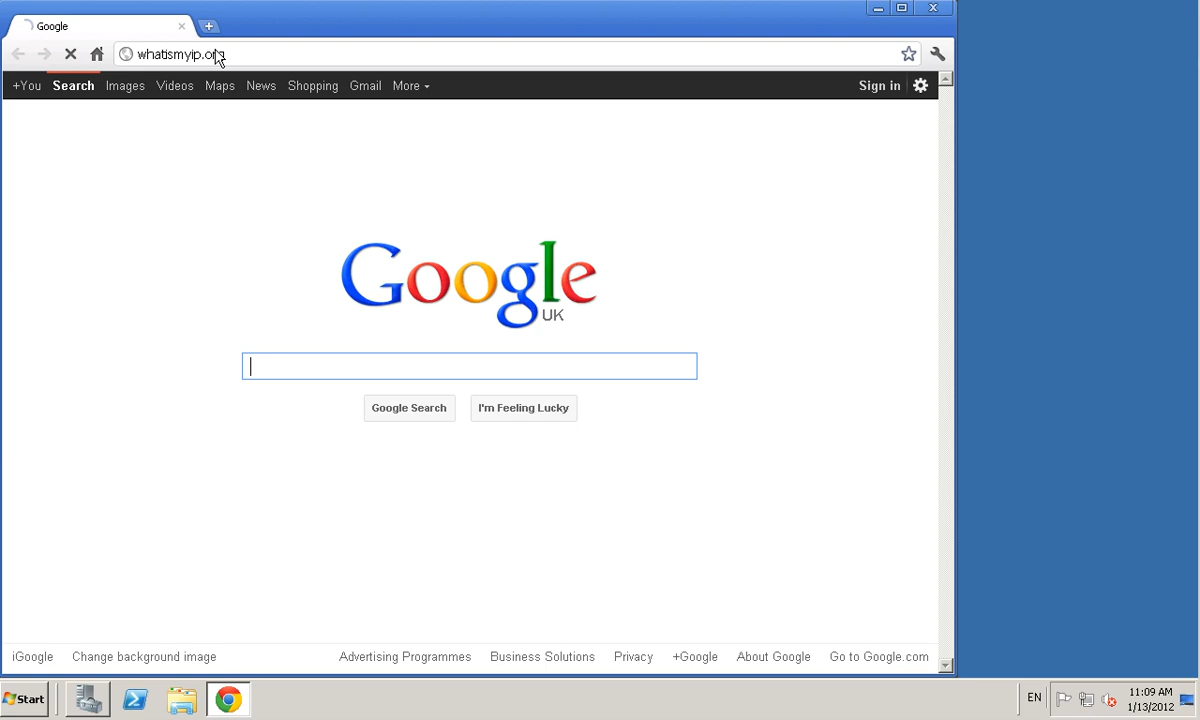 Google
whatismyip.org
+You Search Images Videos Maps News Shopping Gmail More Sign in
Google
UK
Google Search I'm Feeling Lucky
iGoogle Change background image Advertising Programmes Business Solutions Privacy +Google About Google Go to Google.com
Start EN 11:09 AM
1/13/2012